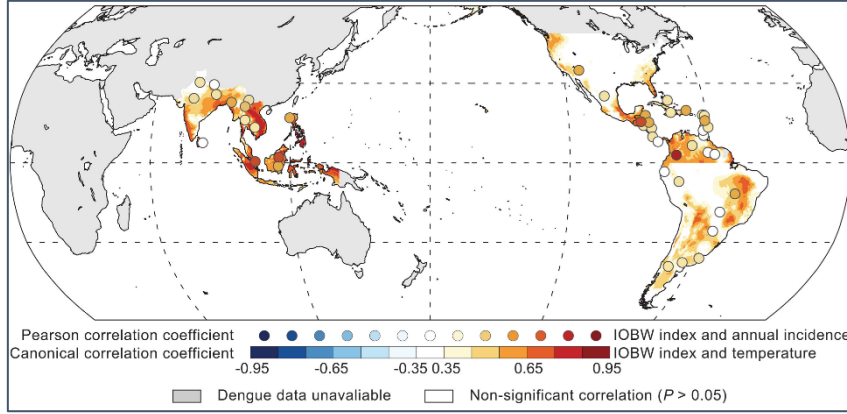 Pearson correlation coefficient IOBW index and annual incidence
Canonical correlation coefficient IOBW index and temperature
-0.95 -0.65 -0.35 0.35 0.65 0.95
Dengue data unavailable Non-significant correlation (P > 0.05)